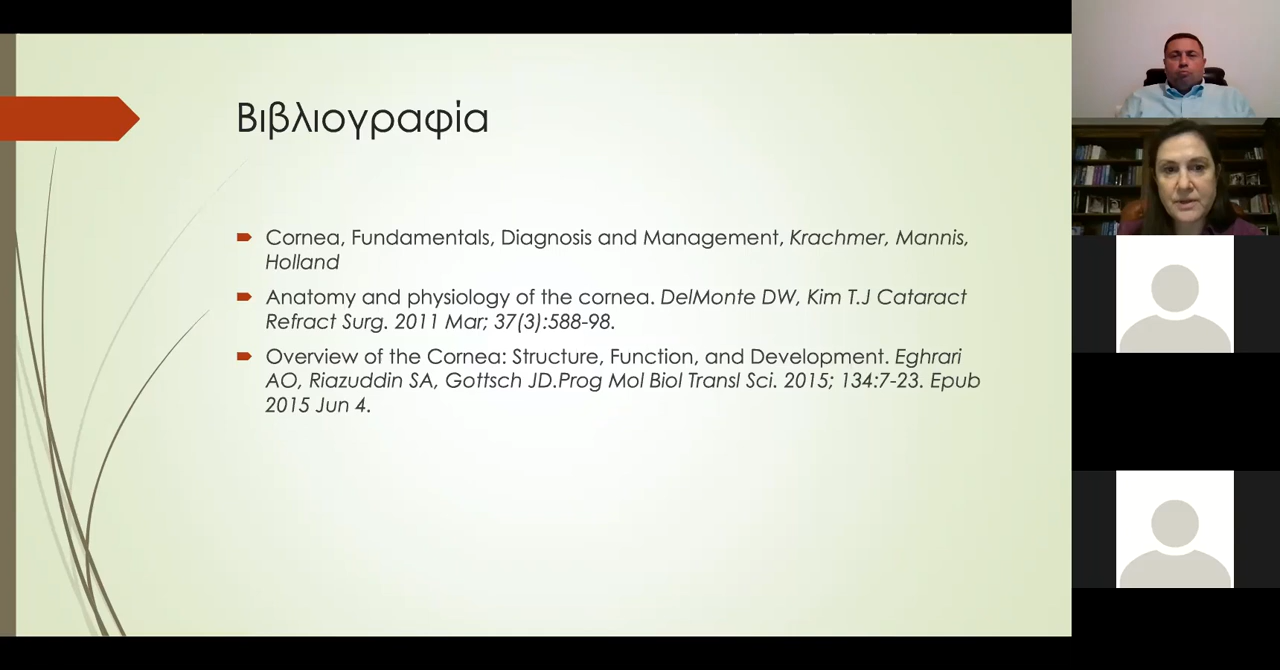 Βιβλιογραφία
Cornea, Fundamentals, Diagnosis and Management, Krachmer, Mannis,
Holland
Anatomy and physiology of the cornea. DelMonte DW, Kim T.J Cataract
Refract Surg. 2011 Mar; 37(3):588-98.
Overview of the Cornea: Structure, Function, and Development. Eghrari
AO, Riazuddin SA, Gottsch JD.Prog Mol Biol Transl Sci. 2015; 134:7-23. Epub
2015 Jun 4.